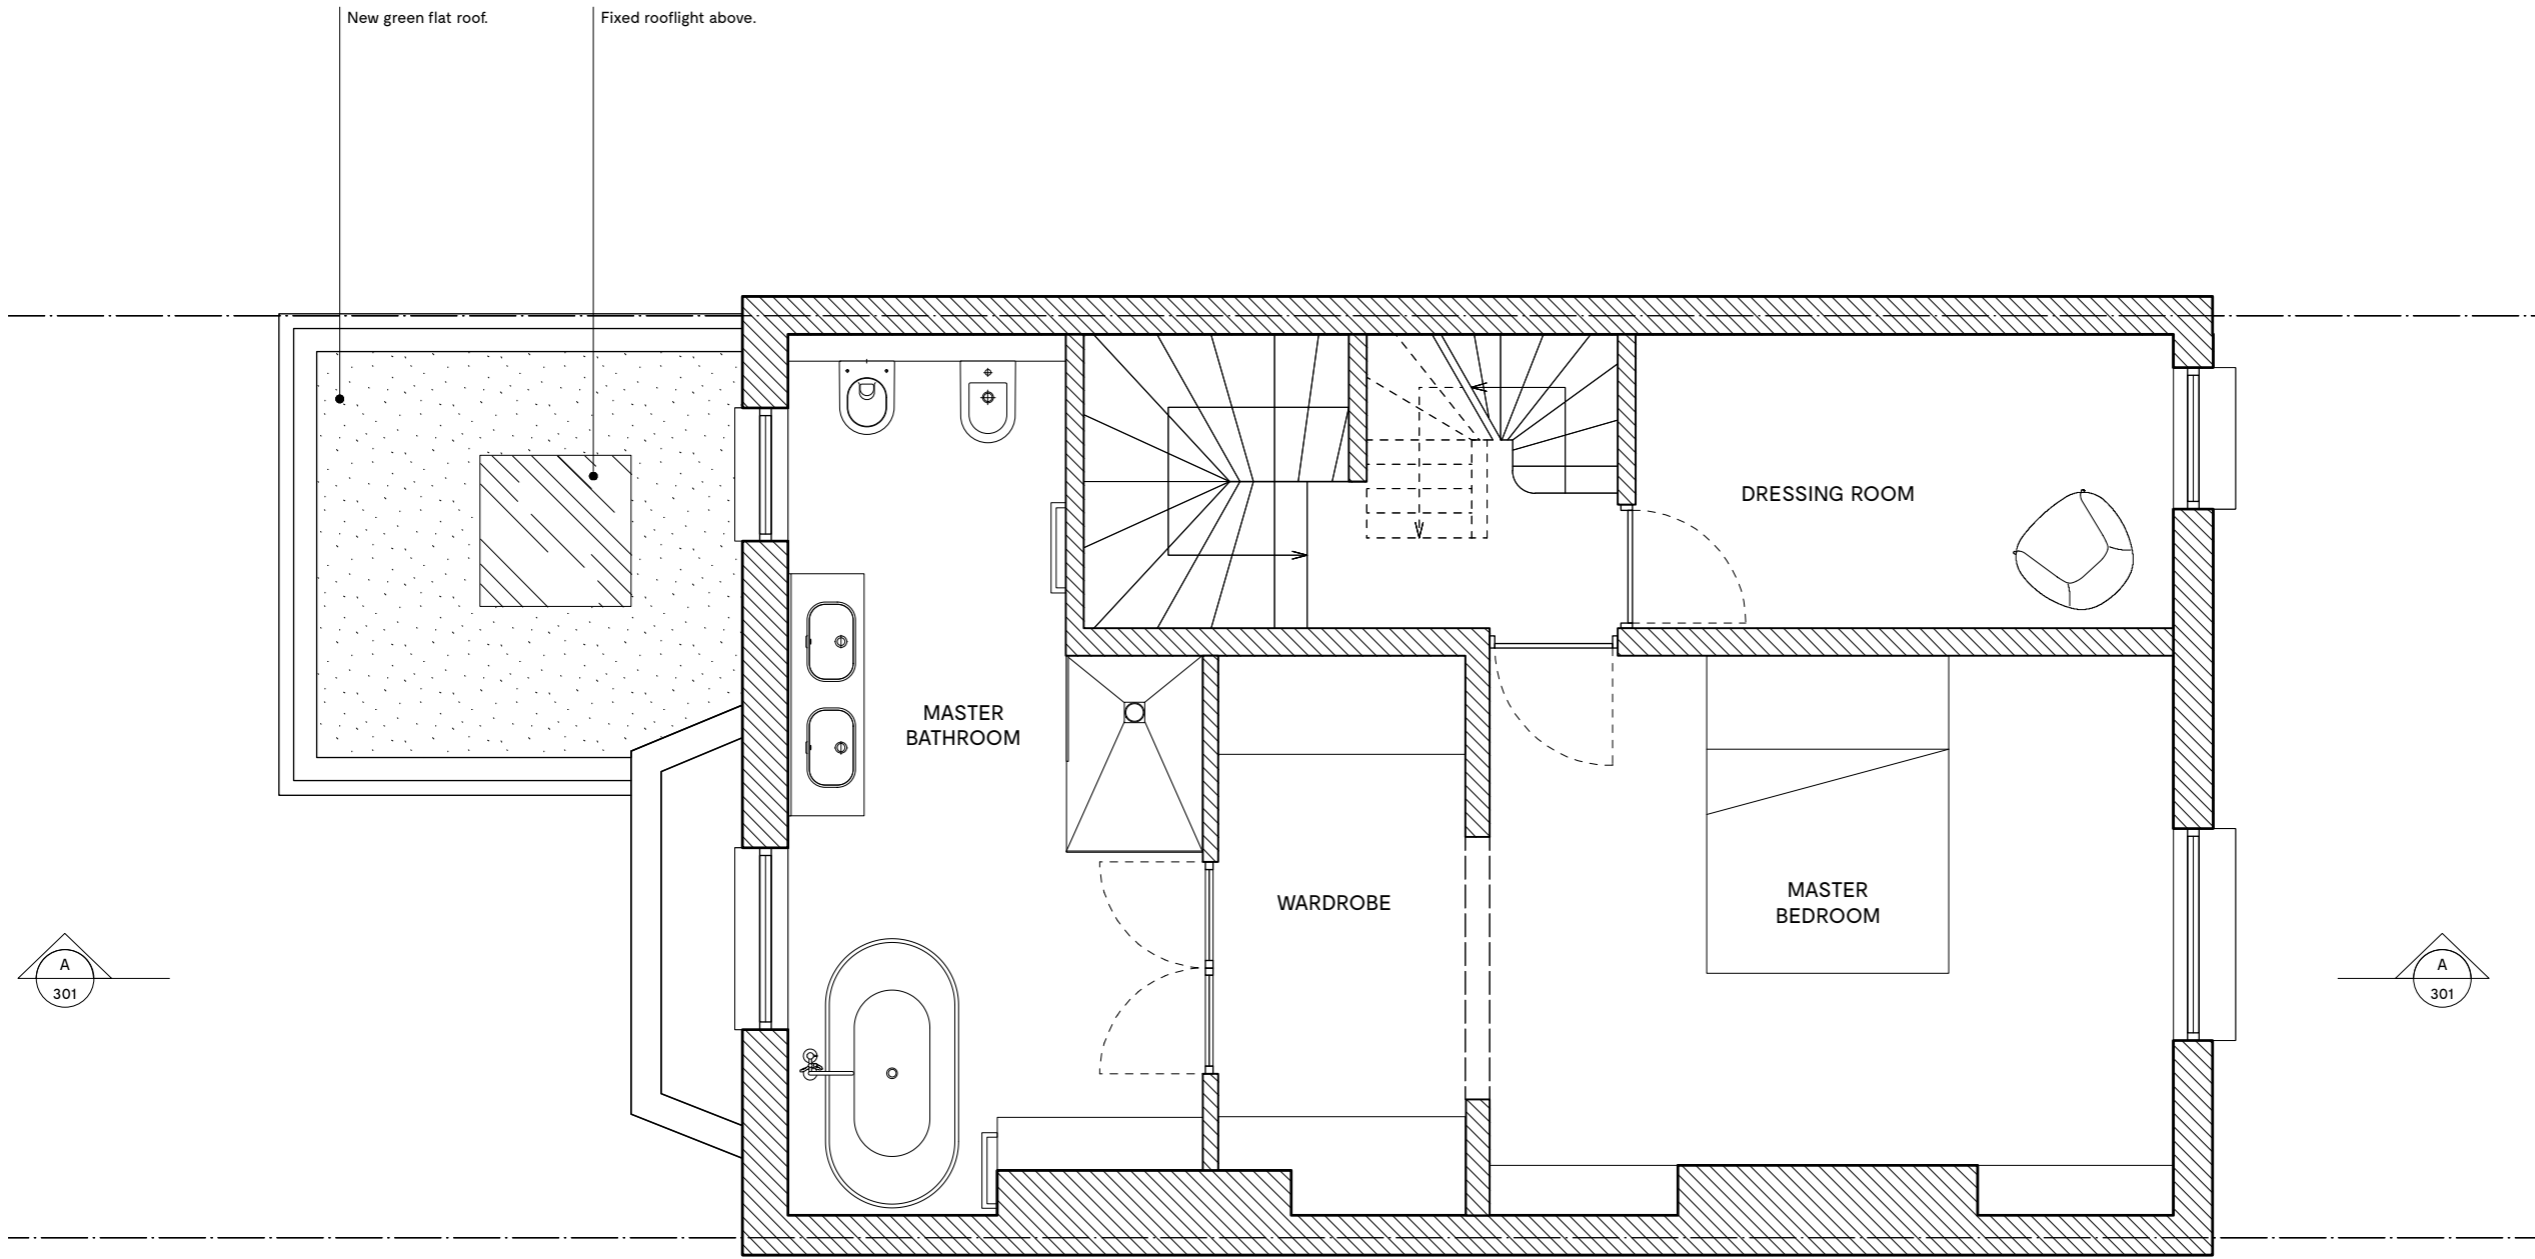 New green flat roof.
Fixed rooflight above.
DRESSING ROOM
MASTER
BATHROOM
WARDROBE
MASTER
BEDROOM
A
301
A
301